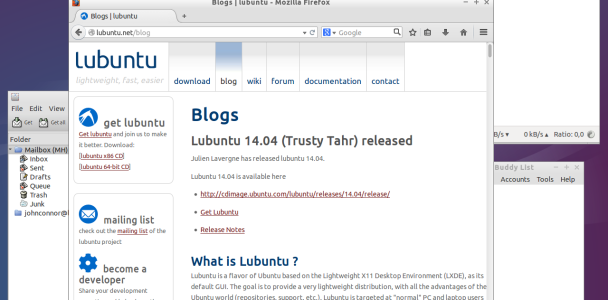 Blogs | lubuntu - Mozilla Firefox
Blogs | lubuntu
lubuntu.net/blog
Google
lubuntu
lightweight, fast, easier
download
blog
wiki
forum
documentation
contact
get lubuntu
Get lubuntu and join us to make
it better. Download:
[lubuntu x86 CD]
[lubuntu 64-bit CD]
mailing list
check out the mailing list of the
lubuntu project.
become a
developer
Share your development
Blogs
Lubuntu 14.04 (Trusty Tahr) released
Julien Lavergne has released lubuntu 14.04.
Lubuntu 14.04 is available here
http://cdimage.ubuntu.com/lubuntu/releases/14.04/release/
Get Lubuntu
Release Notes
What is Lubuntu ?
Lubuntu is a flavor of Ubuntu based on the Lightweight X11 Desktop Environment (LXDE), as its
default GUI. The goal is to provide a very lightweight distribution, with all the advantages of the
Ubuntu world (repositories, support, etc.). Lubuntu is targeted at "normal" PC and laptop users
File Edit View
Get Get all
Folder
Mailbox (MH)
Inbox
Sent
Drafts
Queue
Trash
Junk
johnconnor@
B/s
0 kB/s
Ratio: 0,0
Buddy List
Accounts Tools Help